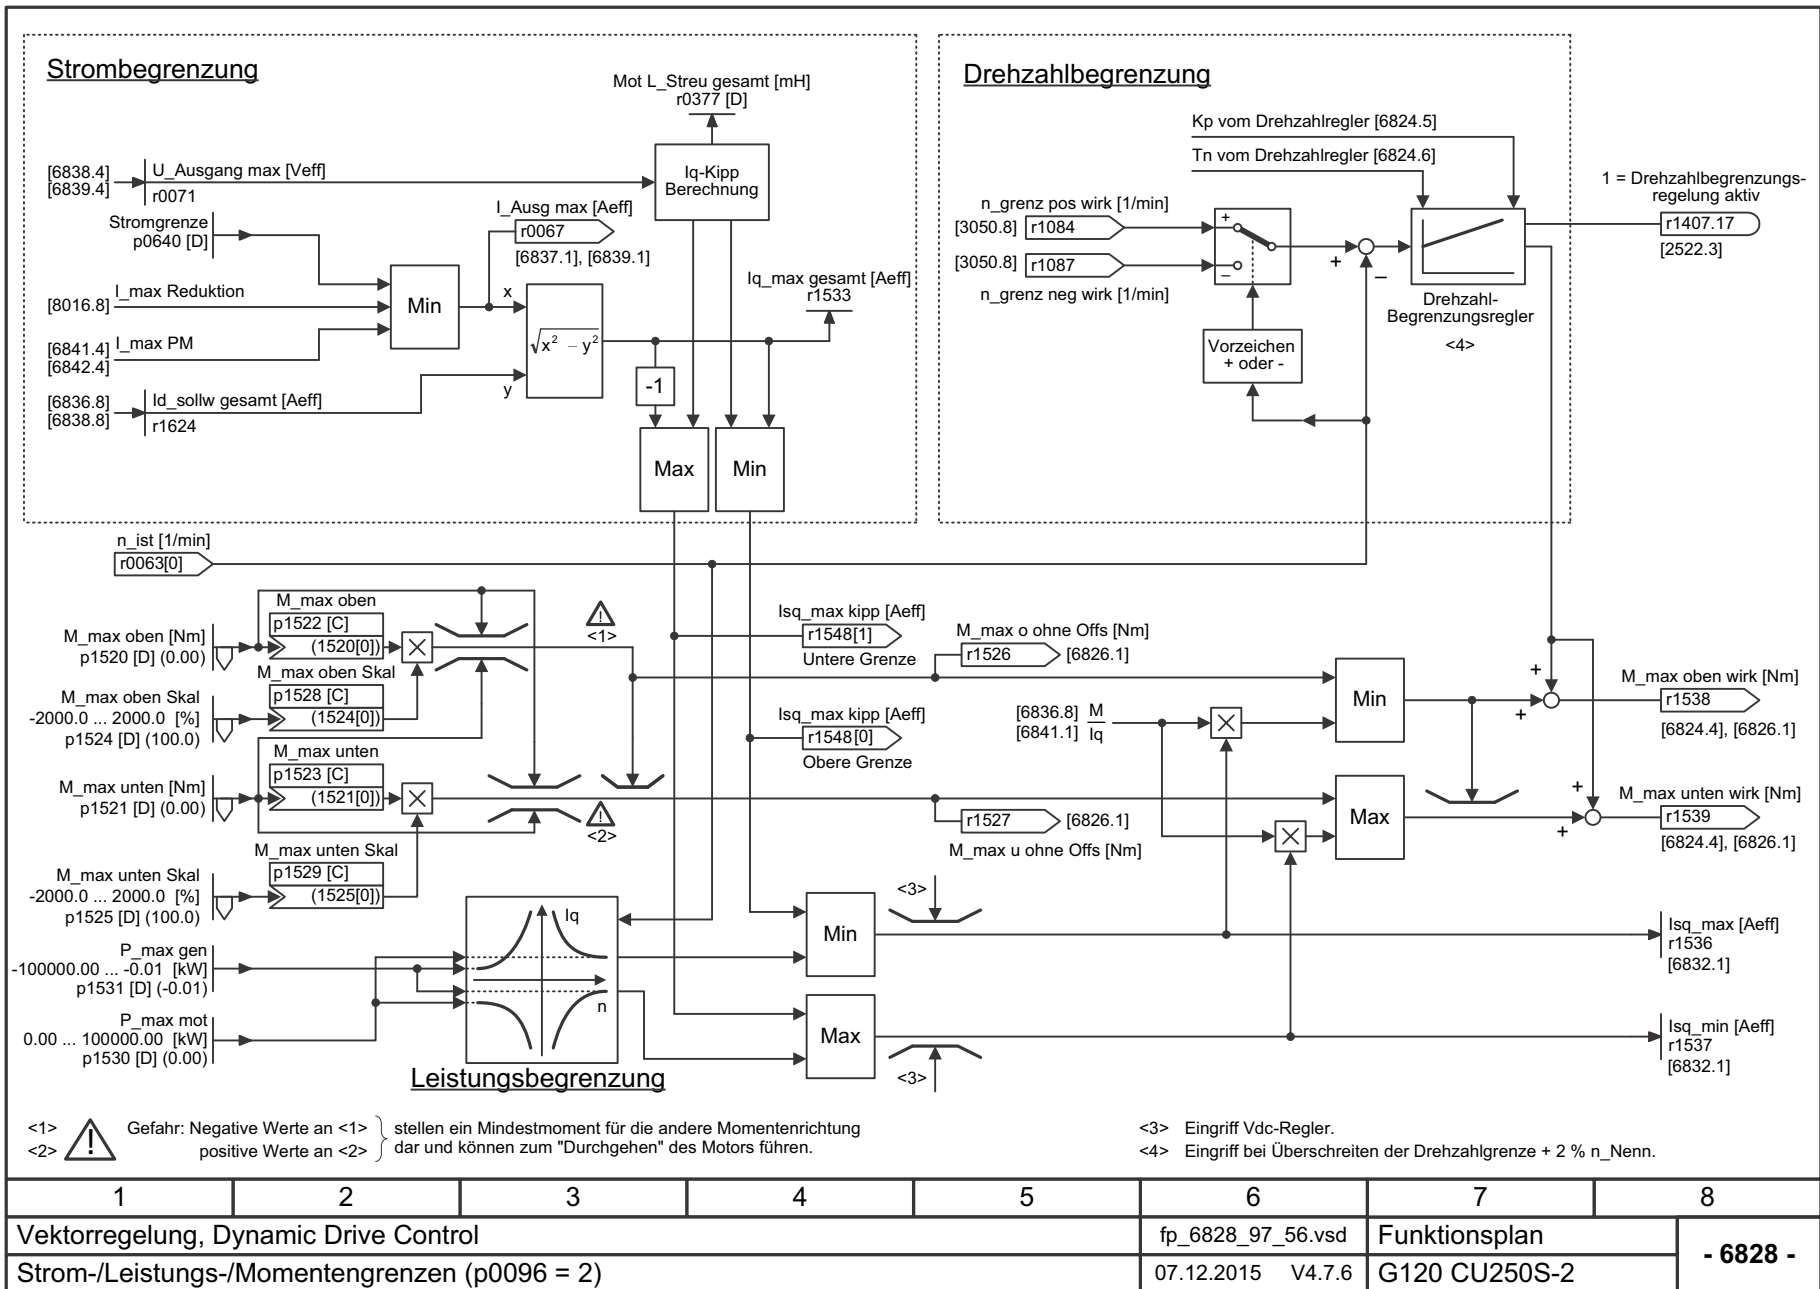 Strombegrenzung
Mot L_Streu gesamt [mH]
r0377 [D]
[6838.4]
[6839.4]
U_Ausgang max [Veff]
r0071
Iq-Kipp
Berechnung
Stromgrenze
p0640 [D]
I_Ausg max [Aeff]
r0067
[6837.1], [6839.1]
Iq_max gesamt [Aeff]
r1533
[8016.8]
I_max Reduktion
Min
x
√x² – y²
y
[6841.4]
[6842.4]
I_max PM
-1
[6836.8]
[6838.8]
Id_sollw gesamt [Aeff]
r1624
Max
Min
Drehzahlbegrenzung
Kp vom Drehzahlregler [6824.5]
Tn vom Drehzahlregler [6824.6]
1 = Drehzahlbegrenzungs-
regelung aktiv
r1407.17
[2522.3]
n_grenz pos wirk [1/min]
[3050.8]
r1084
[3050.8]
r1087
n_grenz neg wirk [1/min]
+
–
+
–
Drehzahl-
Begrenzungsregler
<4>
Vorzeichen
+ oder -
n_ist [1/min]
r0063[0]
M_max oben [Nm]
p1520 [D] (0.00)
M_max oben
p1522 [C]
(1520[0])
<1>
M_max oben Skal
-2000.0 ... 2000.0 [%]
p1524 [D] (100.0)
M_max oben Skal
p1528 [C]
(1524[0])
M_max unten [Nm]
p1521 [D] (0.00)
M_max unten
p1523 [C]
(1521[0])
<2>
M_max unten Skal
-2000.0 ... 2000.0 [%]
p1525 [D] (100.0)
M_max unten Skal
p1529 [C]
(1525[0])
Isq_max kipp [Aeff]
r1548[1]
Untere Grenze
Isq_max kipp [Aeff]
r1548[0]
Obere Grenze
M_max o ohne Offs [Nm]
r1526
[6826.1]
[6836.8]
[6841.1]
M
Iq
r1527
[6826.1]
M_max u ohne Offs [Nm]
Min
Max
+
+
+
+
M_max oben wirk [Nm]
r1538
[6824.4], [6826.1]
M_max unten wirk [Nm]
r1539
[6824.4], [6826.1]
P_max gen
-100000.00 ... -0.01 [kW]
p1531 [D] (-0.01)
P_max mot
0.00 ... 100000.00 [kW]
p1530 [D] (0.00)
Iq
n
Leistungsbegrenzung
Min
<3>
Max
<3>
Isq_max [Aeff]
r1536
[6832.1]
Isq_min [Aeff]
r1537
[6832.1]
<1>
<2>
!
Gefahr: Negative Werte an <1>
positive Werte an <2>
stellen ein Mindestmoment für die andere Momentenrichtung
dar und können zum "Durchgehen" des Motors führen.
<3> Eingriff Vdc-Regler.
<4> Eingriff bei Überschreiten der Drehzahlgrenze + 2 % n_Nenn.
1 2 3 4 5 6 7 8
Vektorregelung, Dynamic Drive Control
fp_6828_97_56.vsd
Funktionsplan
- 6828 -
Strom-/Leistungs-/Momentengrenzen (p0096 = 2)
07.12.2015 V4.7.6
G120 CU250S-2